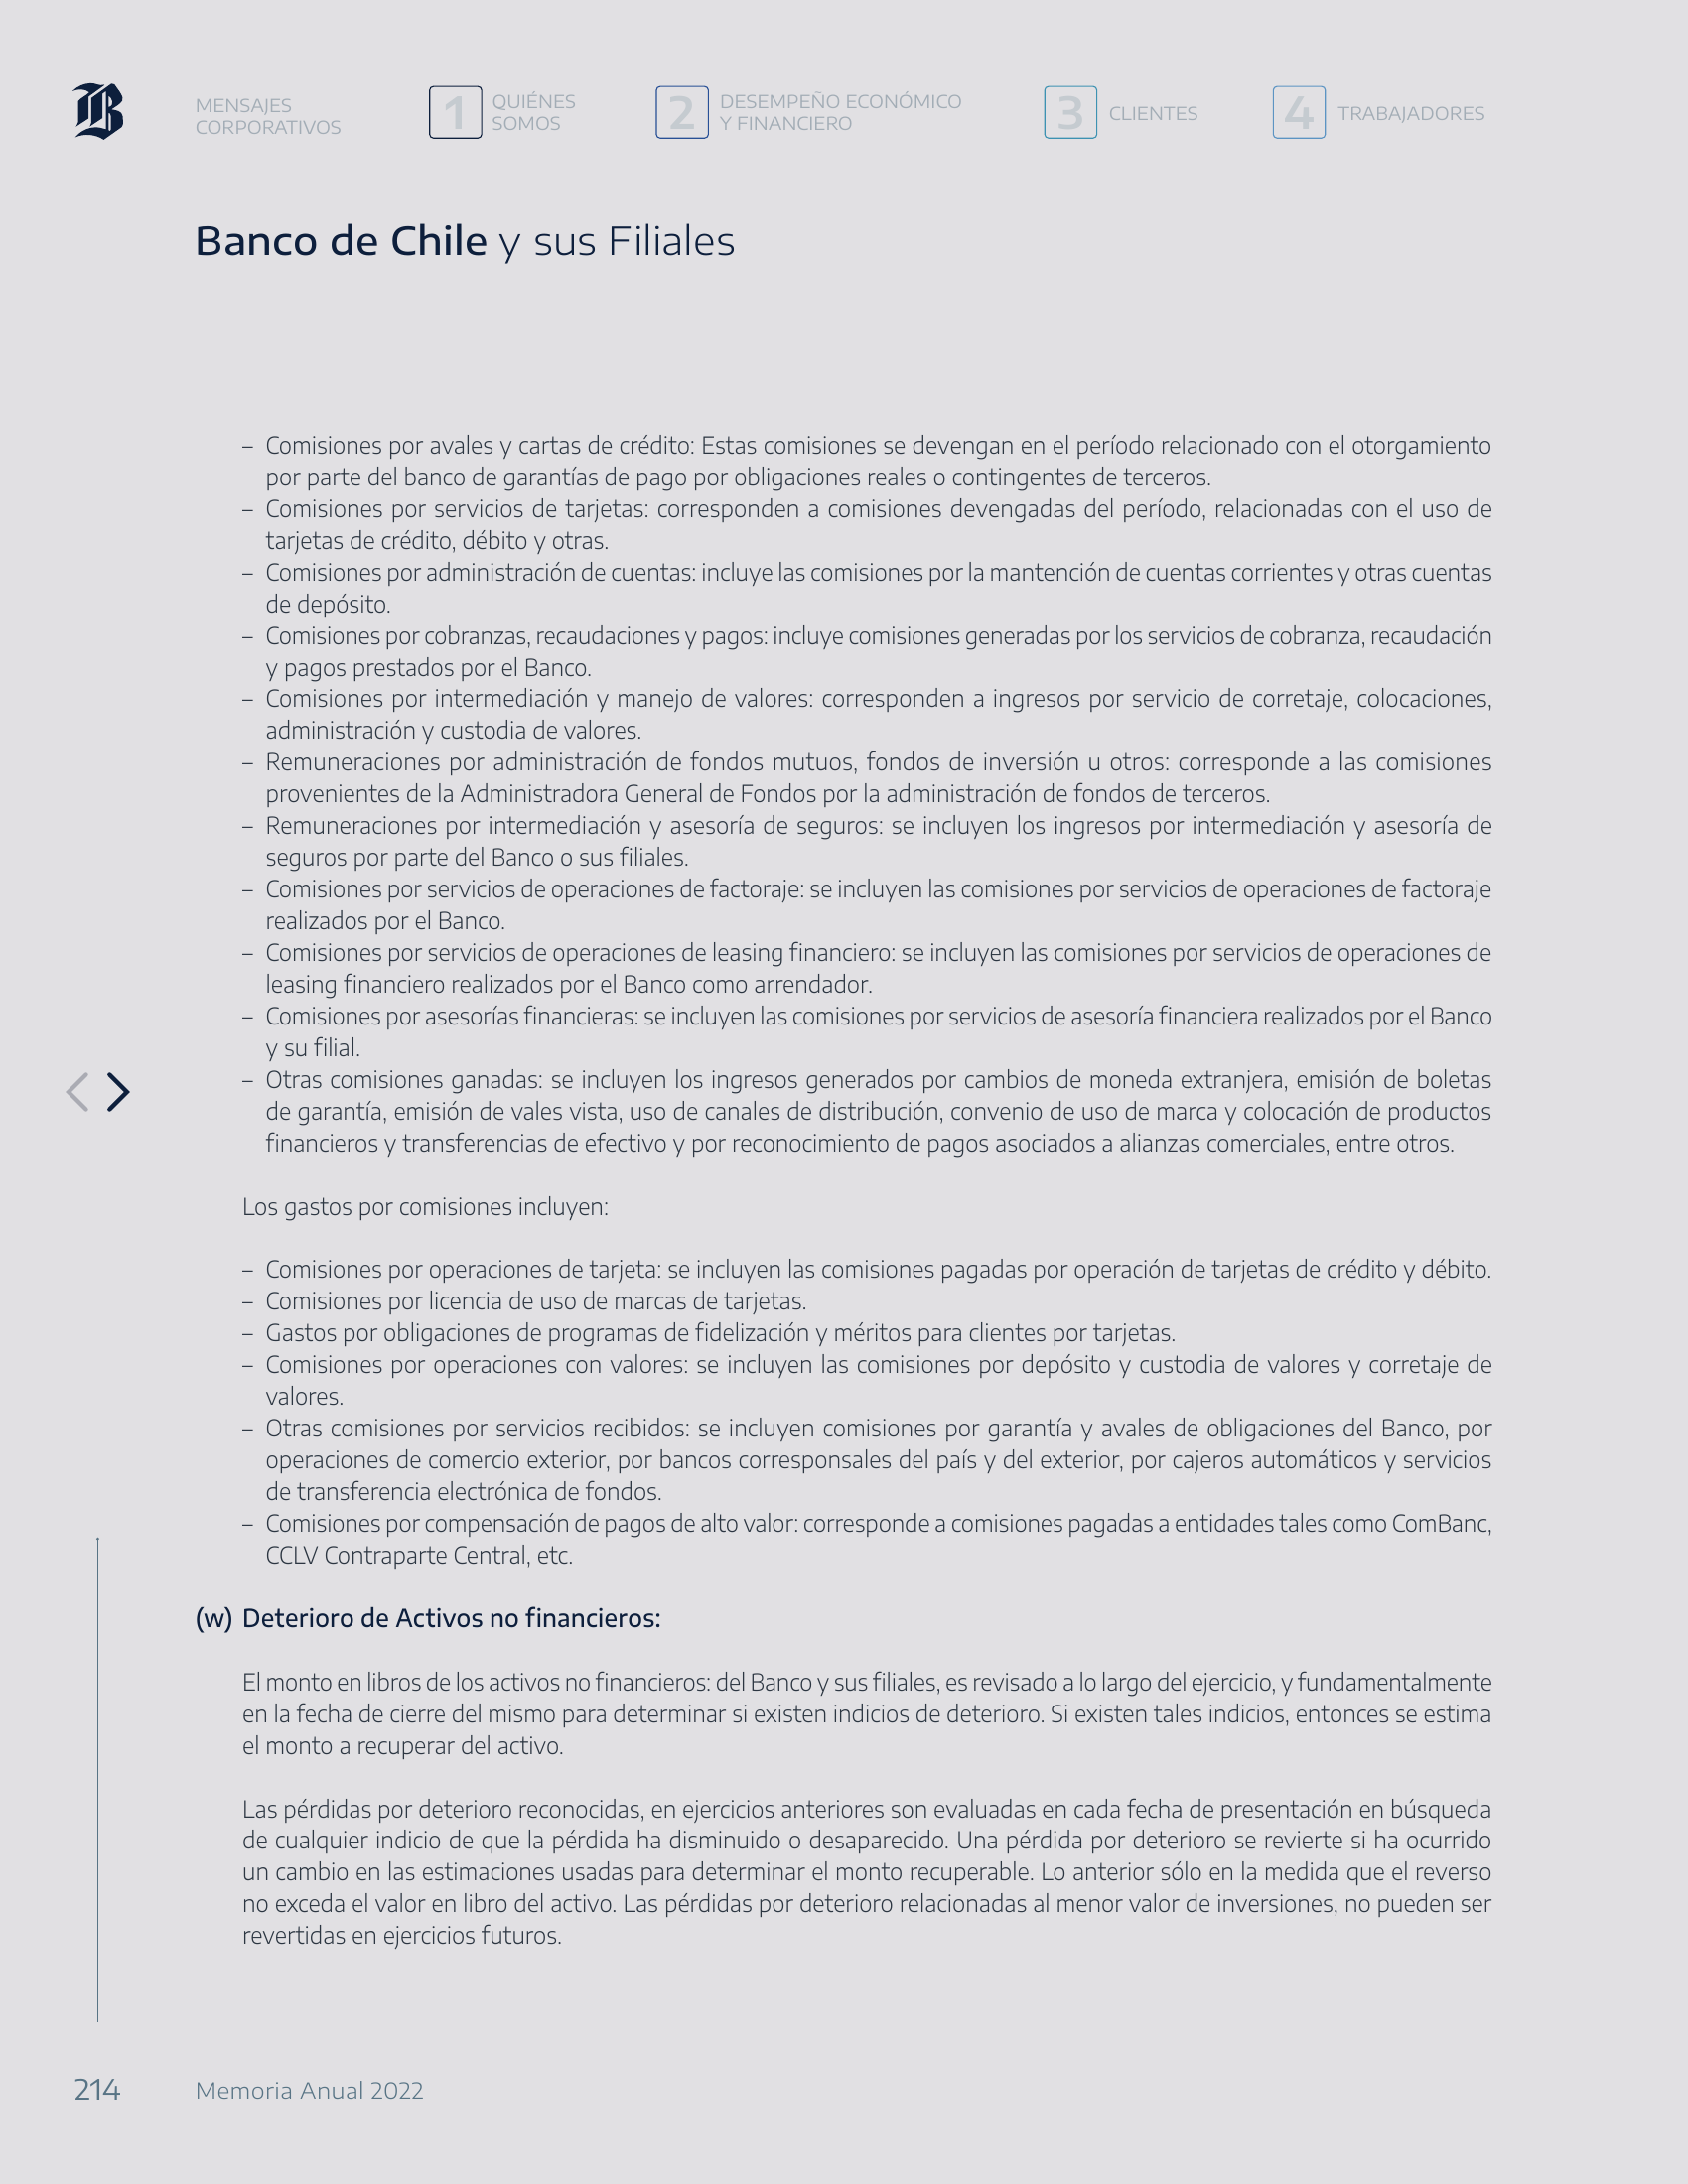 B
MENSAJES
CORPORATIVOS
1
QUIÉNES
SOMOS
2
DESEMPEÑO ECONÓMICO
Y FINANCIERO
3
CLIENTES
4
TRABAJADORES
Banco de Chile y sus Filiales
– Comisiones por avales y cartas de crédito: Estas comisiones se devengan en el período relacionado con el otorgamiento
por parte del banco de garantías de pago por obligaciones reales o contingentes de terceros.
– Comisiones por servicios de tarjetas: corresponden a comisiones devengadas del período, relacionadas con el uso de
tarjetas de crédito, débito y otras.
– Comisiones por administración de cuentas: incluye las comisiones por la mantención de cuentas corrientes y otras cuentas
de depósito.
– Comisiones por cobranzas, recaudaciones y pagos: incluye comisiones generadas por los servicios de cobranza, recaudación
y pagos prestados por el Banco.
– Comisiones por intermediación y manejo de valores: corresponden a ingresos por servicio de corretaje, colocaciones,
administración y custodia de valores.
– Remuneraciones por administración de fondos mutuos, fondos de inversión u otros: corresponde a las comisiones
provenientes de la Administradora General de Fondos por la administración de fondos de terceros.
– Remuneraciones por intermediación y asesoría de seguros: se incluyen los ingresos por intermediación y asesoría de
seguros por parte del Banco o sus filiales.
– Comisiones por servicios de operaciones de factoraje: se incluyen las comisiones por servicios de operaciones de factoraje
realizados por el Banco.
– Comisiones por servicios de operaciones de leasing financiero: se incluyen las comisiones por servicios de operaciones de
leasing financiero realizados por el Banco como arrendador.
– Comisiones por asesorías financieras: se incluyen las comisiones por servicios de asesoría financiera realizados por el Banco
y su filial.
– Otras comisiones ganadas: se incluyen los ingresos generados por cambios de moneda extranjera, emisión de boletas
de garantía, emisión de vales vista, uso de canales de distribución, convenio de uso de marca y colocación de productos
financieros y transferencias de efectivo y por reconocimiento de pagos asociados a alianzas comerciales, entre otros.
Los gastos por comisiones incluyen:
– Comisiones por operaciones de tarjeta: se incluyen las comisiones pagadas por operación de tarjetas de crédito y débito.
– Comisiones por licencia de uso de marcas de tarjetas.
– Gastos por obligaciones de programas de fidelización y méritos para clientes por tarjetas.
– Comisiones por operaciones con valores: se incluyen las comisiones por depósito y custodia de valores y corretaje de
valores.
– Otras comisiones por servicios recibidos: se incluyen comisiones por garantía y avales de obligaciones del Banco, por
operaciones de comercio exterior, por bancos corresponsales del país y del exterior, por cajeros automáticos y servicios
de transferencia electrónica de fondos.
– Comisiones por compensación de pagos de alto valor: corresponde a comisiones pagadas a entidades tales como ComBanc,
CCLV Contraparte Central, etc.
(w) Deterioro de Activos no financieros:
El monto en libros de los activos no financieros: del Banco y sus filiales, es revisado a lo largo del ejercicio, y fundamentalmente
en la fecha de cierre del mismo para determinar si existen indicios de deterioro. Si existen tales indicios, entonces se estima
el monto a recuperar del activo.
Las pérdidas por deterioro reconocidas, en ejercicios anteriores son evaluadas en cada fecha de presentación en búsqueda
de cualquier indicio de que la pérdida ha disminuido o desaparecido. Una pérdida por deterioro se revierte si ha ocurrido
un cambio en las estimaciones usadas para determinar el monto recuperable. Lo anterior sólo en la medida que el reverso
no exceda el valor en libro del activo. Las pérdidas por deterioro relacionadas al menor valor de inversiones, no pueden ser
revertidas en ejercicios futuros.
214
Memoria Anual 2022